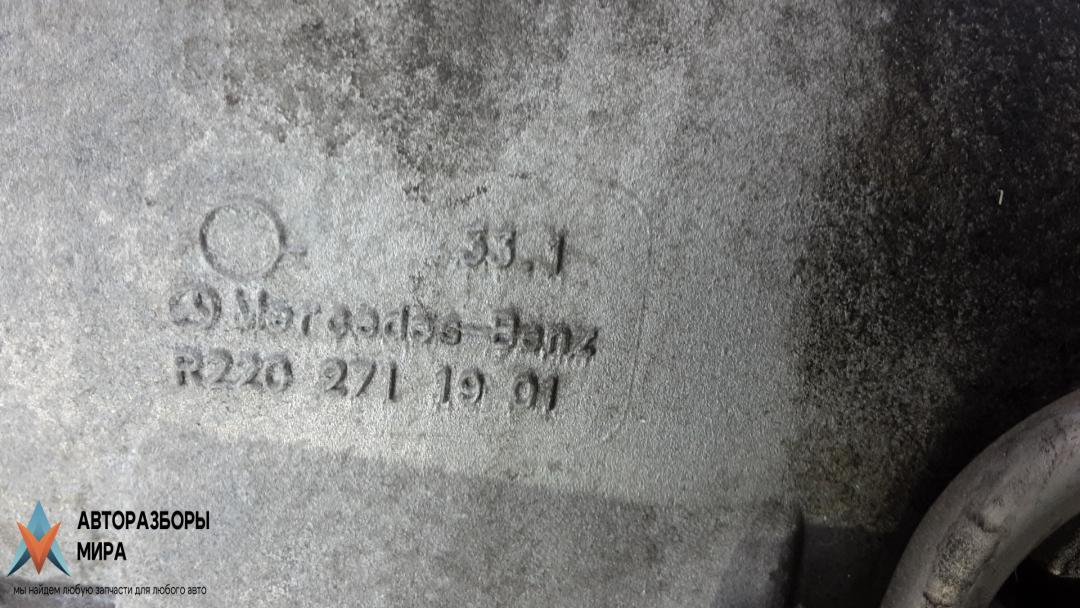 33.1
Mercedes-Benz
R220 271 19 01
АВТОРАЗБОРЫ
МИРА
мы найдем любую запчасти для любого авто